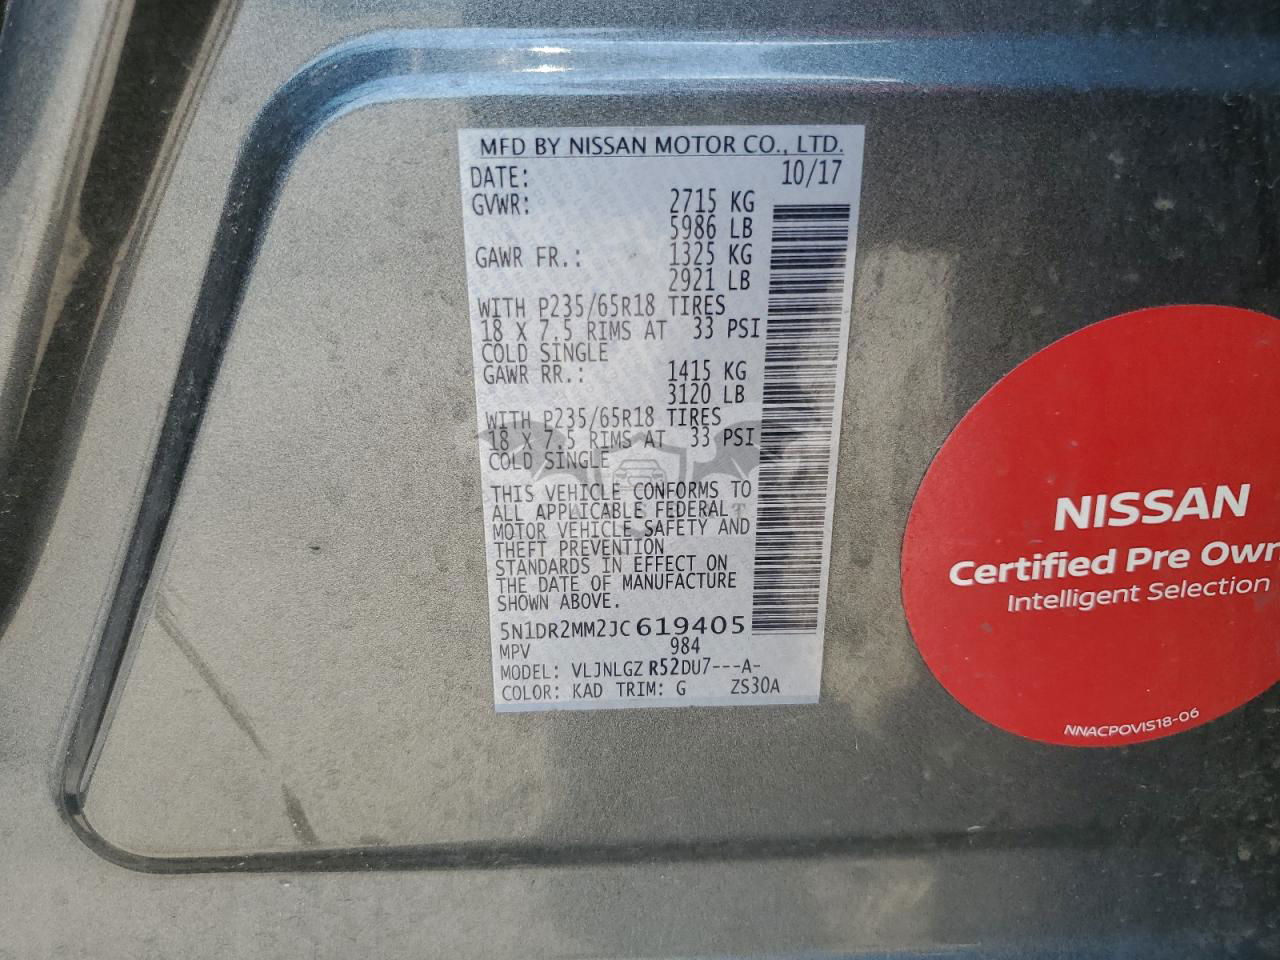 MFD BY NISSAN MOTOR CO., LTD.
DATE: 10/17
GVWR: 2715 KG
5986 LB
GAWR FR.: 1325 KG
2921 LB
WITH P235/65R18 TIRES
18 X 7.5 RIMS AT 33 PSI
COLD SINGLE
GAWR RR.: 1415 KG
3120 LB
WITH P235/65R18 TIRES
18 X 7.5 RIMS AT 33 PSI
COLD SINGLE
THIS VEHICLE CONFORMS TO
ALL APPLICABLE FEDERAL
MOTOR VEHICLE SAFETY AND
THEFT PREVENTION
STANDARDS IN EFFECT ON
THE DATE OF MANUFACTURE
SHOWN ABOVE.
5N1DR2MM2JC619405
MPV 984
MODEL: VLJNLGZ R52DU7---A-
COLOR: KAD TRIM: G ZS30A
NISSAN
Certified Pre Own
Intelligent Selection
NNACPOVIS18-06